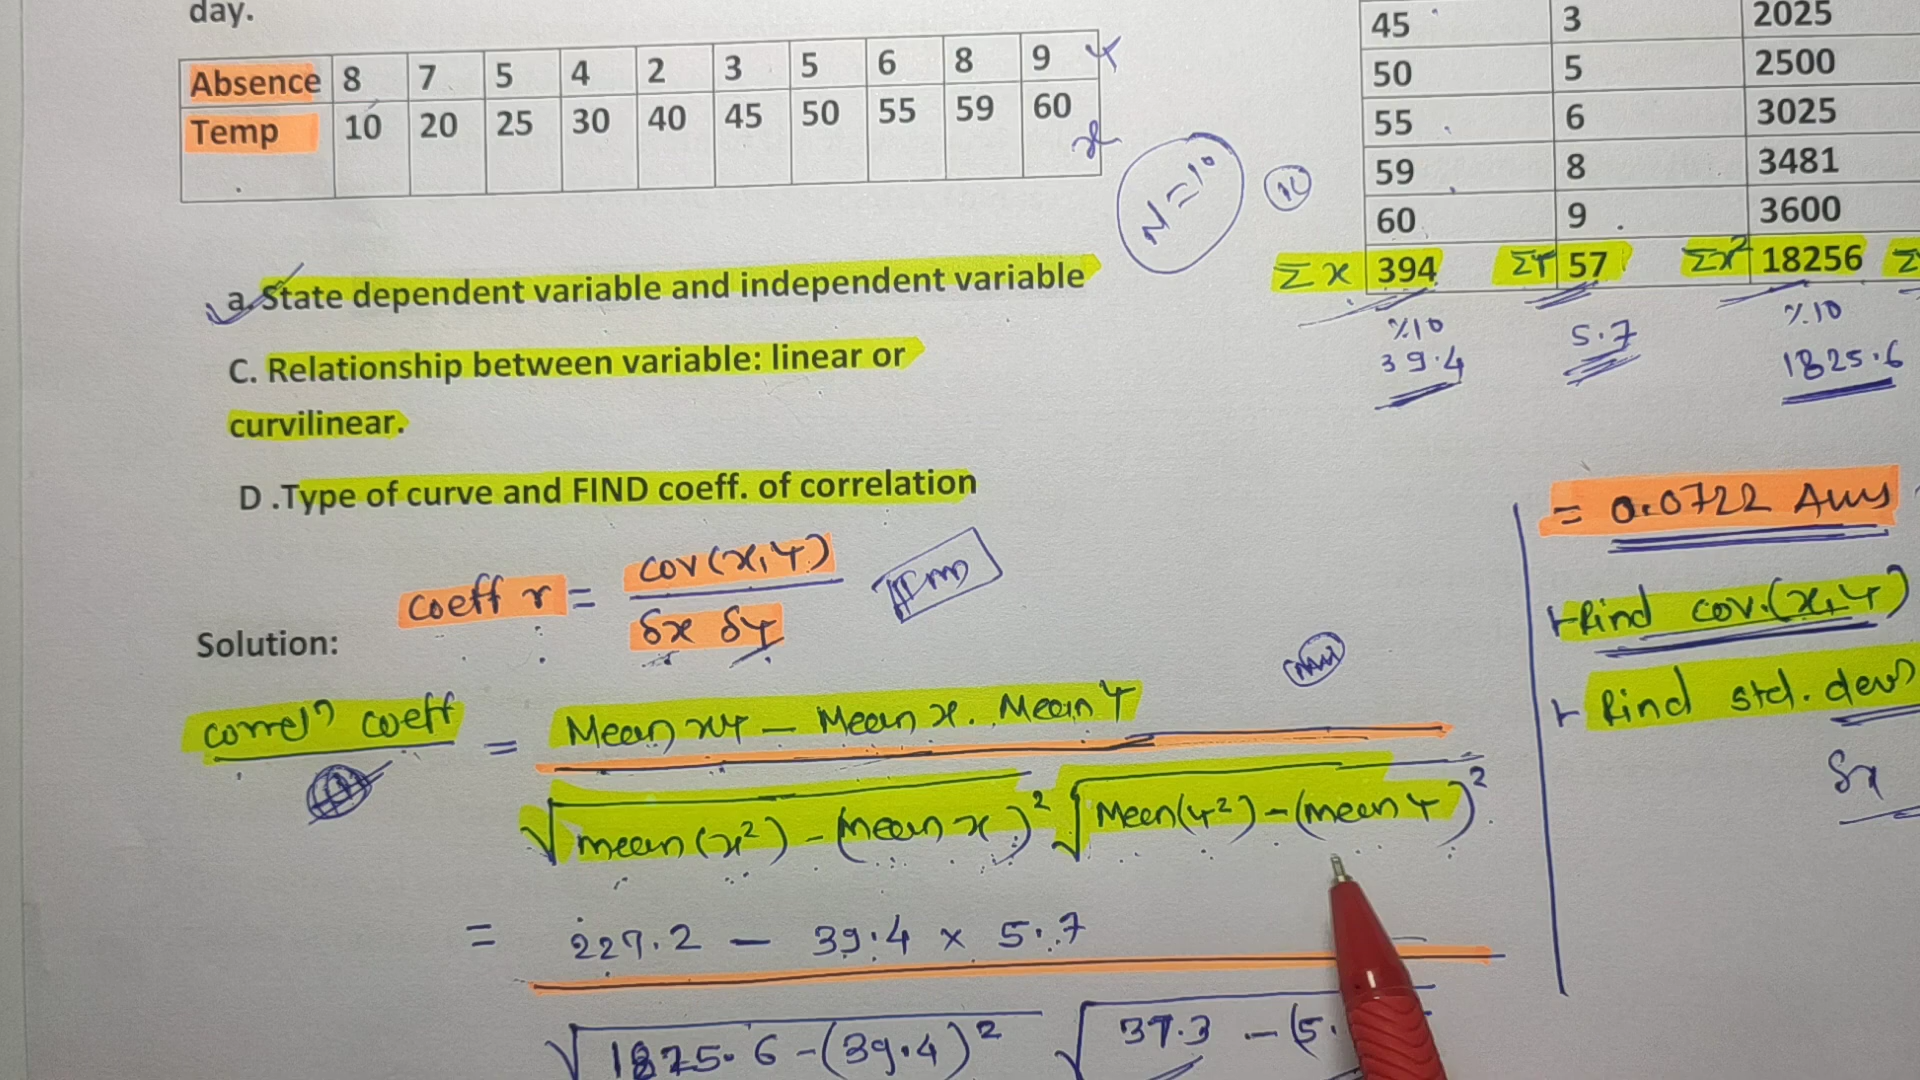 day.
Absence 8 7 5 4 2 3 5 6 8 9 Y
Temp 10 20 25 30 40 45 50 55 59 60
x
N=10
a. State dependent variable and independent variable
C. Relationship between variable: linear or
curvilinear.
D .Type of curve and FIND coeff. of correlation
coeff r = cov(x,Y)
δx δY
Solution:
Correlⁿ coeff = Mean xY – Mean x. Mean Y
√mean(x²) – (Mean x)² √Mean(Y²) – (mean Y)²
= 227.2 – 39.4 × 5.7
√1825.6 – (39.4)² √37.3 – (5.
45 3 2025
50 5 2500
55 6 3025
59 8 3481
60 9 3600
Σx 394 ΣY 57 Σx² 18256 Σ
%10 5.7 %10
39.4 1825.6
= 0.0722 Ans
Find cov.(x,Y)
Find std. devⁿ
δx